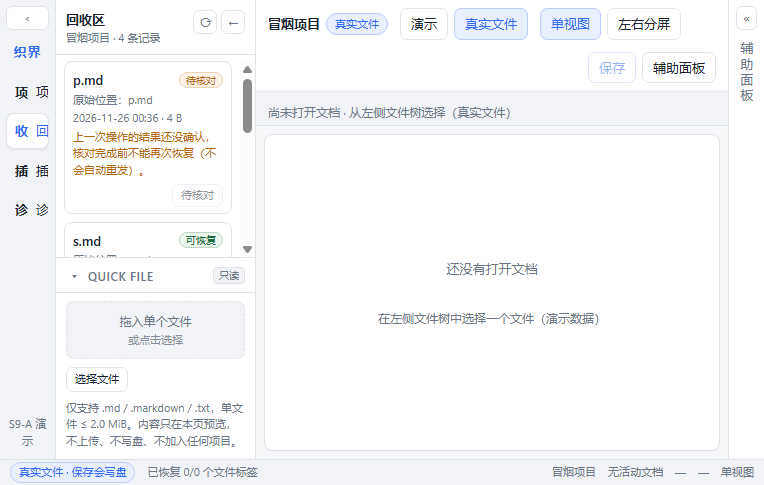 ‹
织界
项 项
收 回
插 插
诊 诊
S9-A 演
示
回收区
冒烟项目 · 4 条记录
←
p.md
待核对
原始位置：p.md
2026-11-26 00:36 · 4 B
上一次操作的结果还没确认，
核对完成前不能再次恢复（不
会自动重发）。
待核对
s.md
可恢复
QUICK FILE
只读
拖入单个文件
或点击选择
选择文件
仅支持 .md / .markdown / .txt，单文
件 ≤ 2.0 MiB。内容只在本页预览，
不上传、不写盘、不加入任何项目。
冒烟项目
真实文件
演示
真实文件
单视图
左右分屏
保存
辅助面板
尚未打开文档 · 从左侧文件树选择（真实文件）
还没有打开文档
在左侧文件树中选择一个文件（演示数据）
«
辅助面板
真实文件 · 保存会写盘
已恢复 0/0 个文件标签
冒烟项目
无活动文档
—
—
单视图